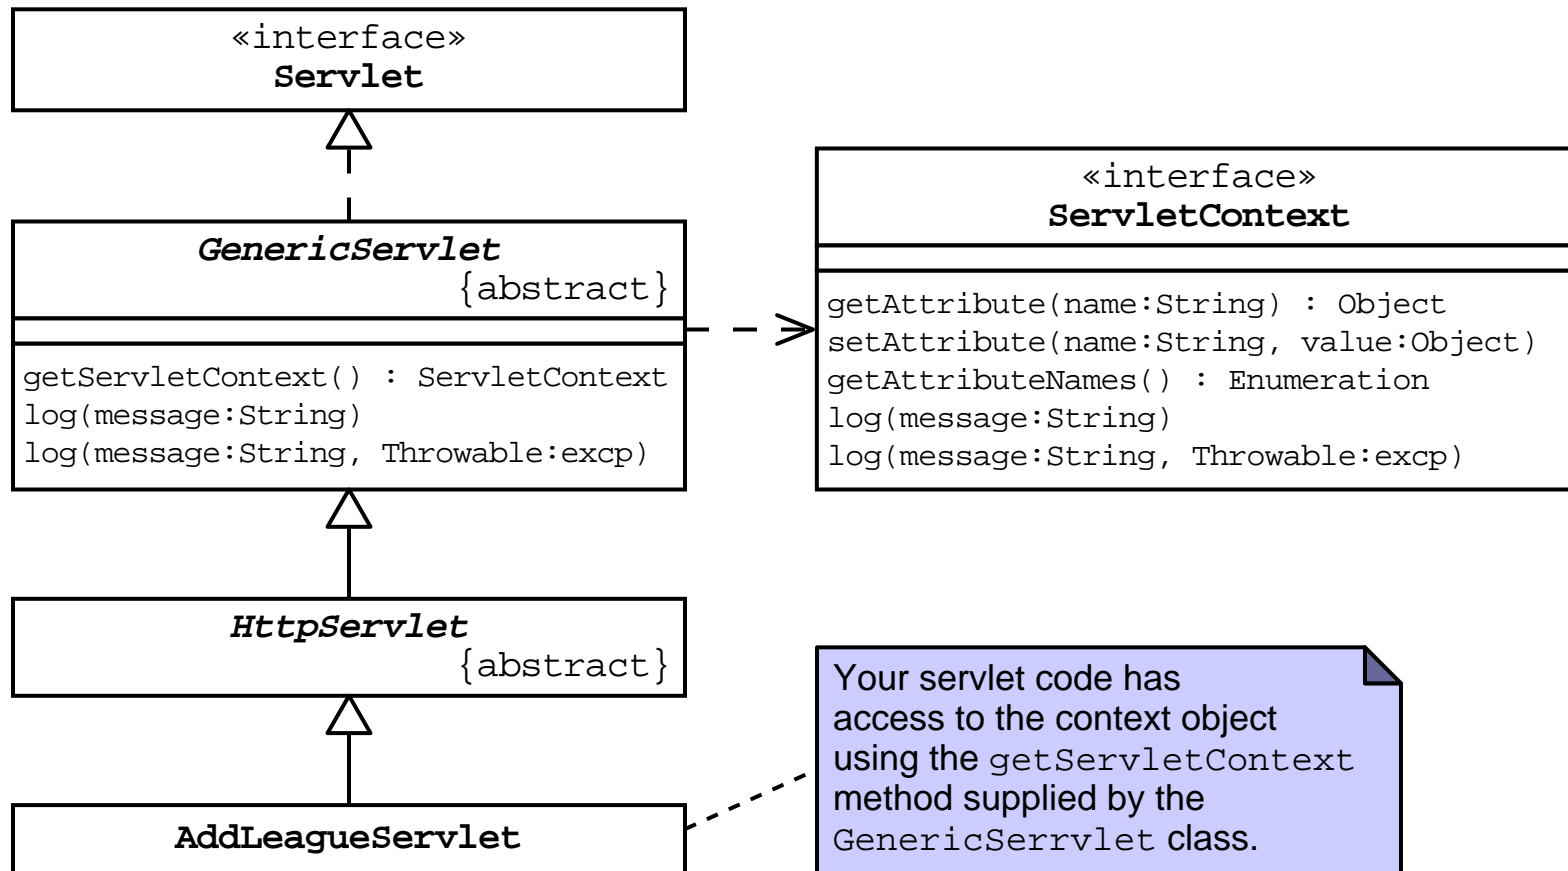 «interface»
Servlet
GenericServlet
{abstract}
getServletContext() : ServletContext
log(message:String)
log(message:String, Throwable:excp)
«interface»
ServletContext
getAttribute(name:String) : Object
setAttribute(name:String, value:Object)
getAttributeNames() : Enumeration
log(message:String)
log(message:String, Throwable:excp)
HttpServlet
{abstract}
AddLeagueServlet
Your servlet code has
access to the context object
using the getServletContext
method supplied by the
GenericSerrvlet class.